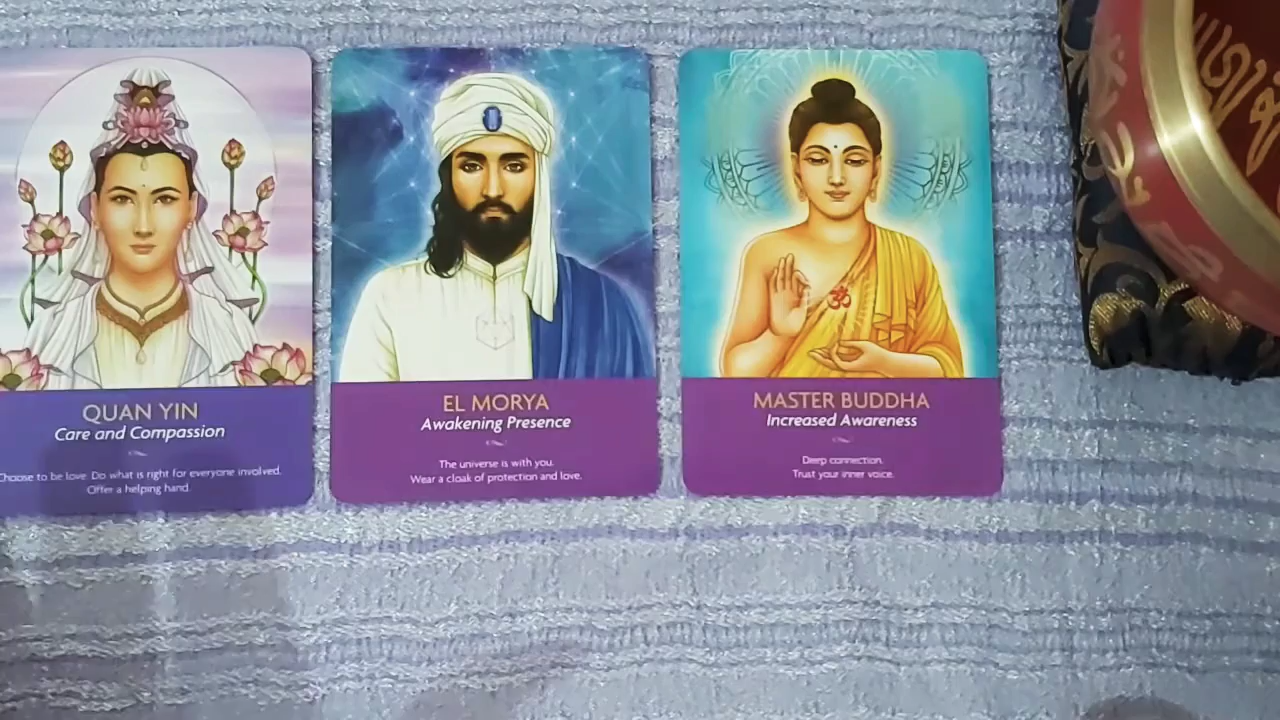 QUAN YIN
Care and Compassion
Choose to be love. Do what is right for everyone involved.
Offer a helping hand.
EL MORYA
Awakening Presence
The universe is with you.
Wear a cloak of protection and love.
ॐ
MASTER BUDDHA
Increased Awareness
Deep connection.
Trust your inner voice.